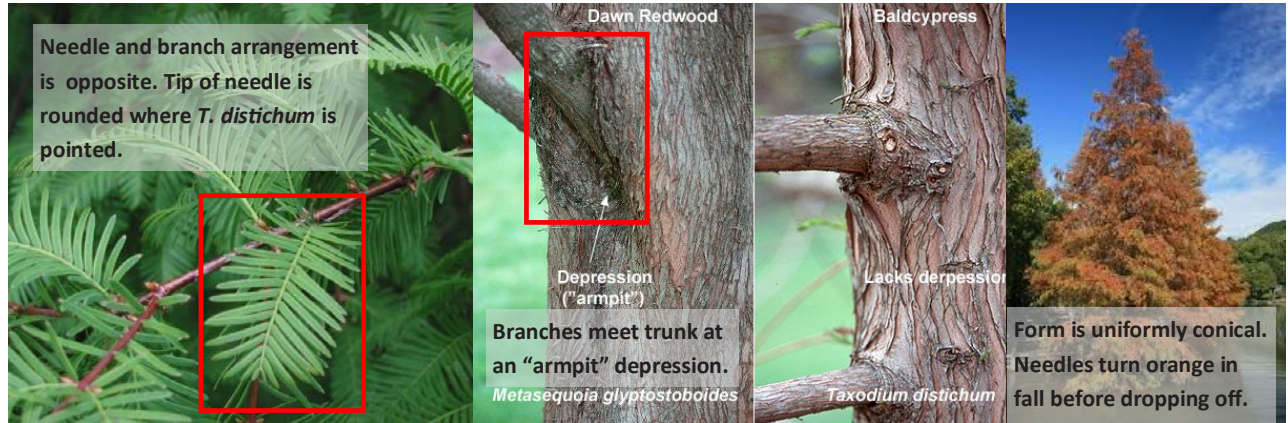 Needle and branch arrangement
is opposite. Tip of needle is
rounded where T. distichum is
pointed.
Dawn Redwood
Depression
("armpit")
Branches meet trunk at
an “armpit” depression.
Metasequoia glyptostoboides
Baldcypress
Lacks derpession
Taxodium distichum
Form is uniformly conical.
Needles turn orange in
fall before dropping off.